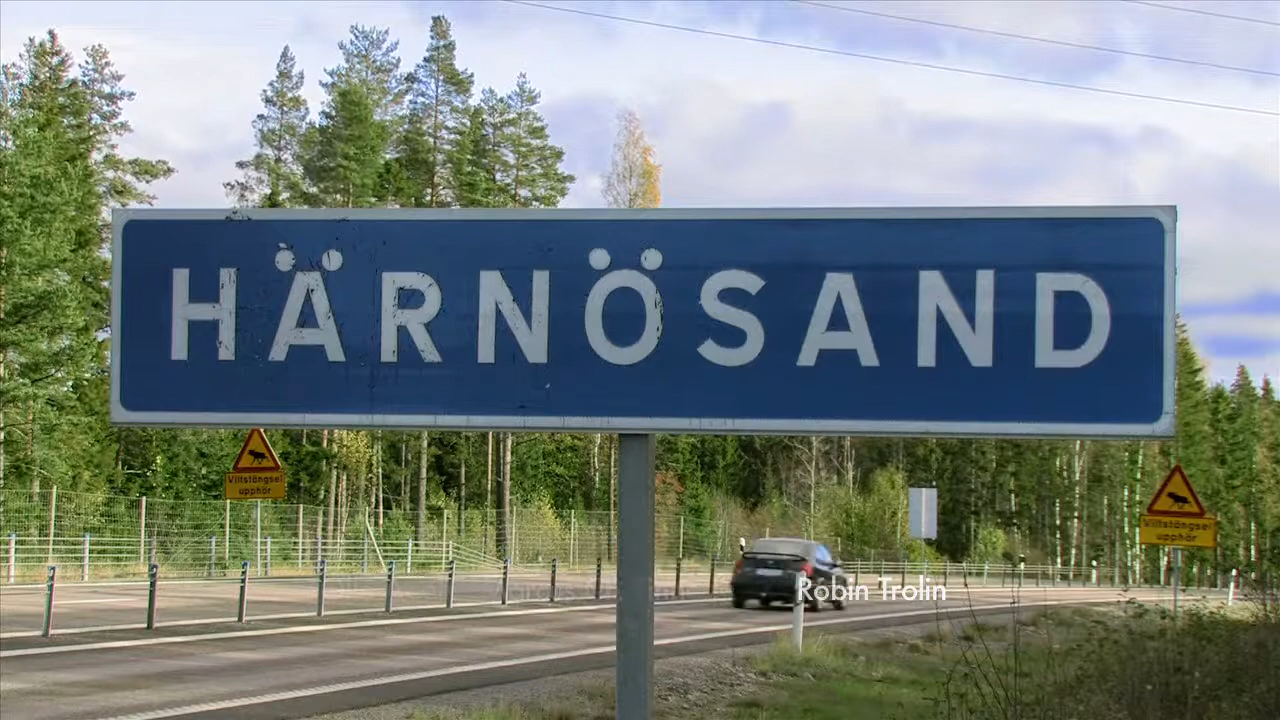 HÄRNÖSAND
Viltstängsel
upphör
Viltstängsel
upphör
Robin Trolin